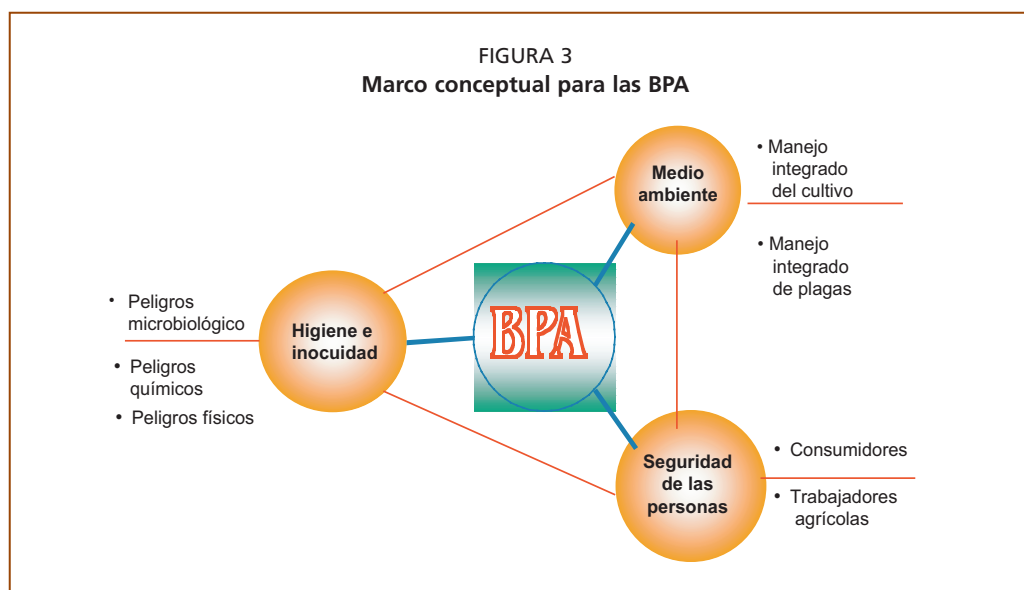 FIGURA 3
Marco conceptual para las BPA
Medio
ambiente
• Manejo
integrado
del cultivo
• Manejo
integrado
de plagas
Higiene e
inocuidad
• Peligros
microbiológico
• Peligros
químicos
• Peligros físicos
BPA
Seguridad
de las
personas
• Consumidores
• Trabajadores
agrícolas